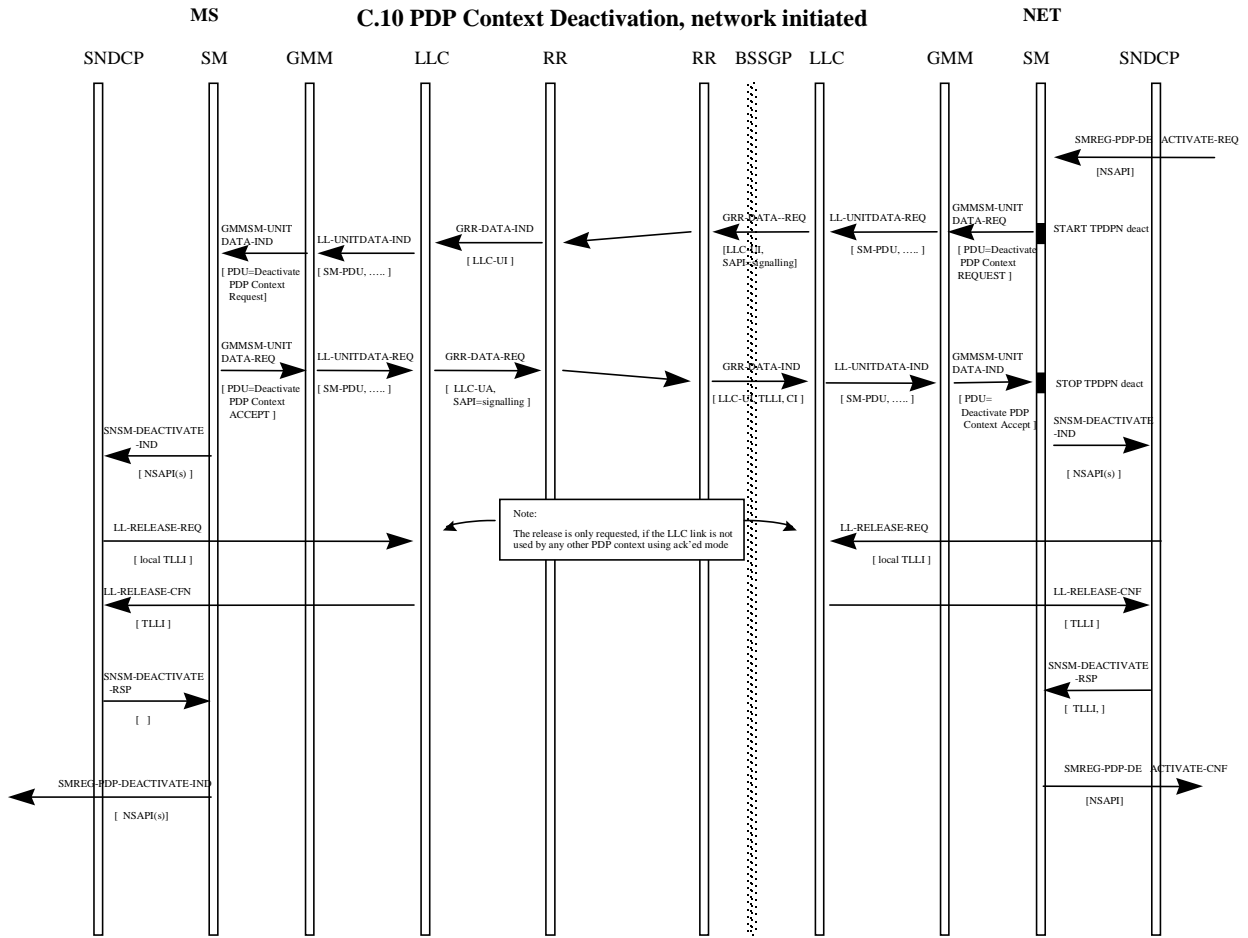 MS
C.10 PDP Context Deactivation, network initiated
NET
SNDCP
SM
GMM
LLC
RR
RR
BSSGP
LLC
GMM
SM
SNDCP
SMREG-PDP-DE ACTIVATE-REQ
[NSAPI]
GMMSM-UNIT
DATA-IND
[ PDU=Deactivate
PDP Context
Request]
LL-UNITDATA-IND
[ SM-PDU, ..... ]
GRR-DATA-IND
[ LLC-UI ]
GRR-DATA--REQ
[LLC-UI,
SAPI=signalling]
LL-UNITDATA-REQ
[ SM-PDU, ..... ]
GMMSM-UNIT
DATA-REQ
[ PDU=Deactivate
PDP Context
REQUEST ]
START TPDPN deact
GMMSM-UNIT
DATA-REQ
[ PDU=Deactivate
PDP Context
ACCEPT ]
LL-UNITDATA-REQ
[ SM-PDU, ..... ]
GRR-DATA-REQ
[ LLC-UA,
SAPI=signalling ]
GRR-DATA-IND
[ LLC-UI, TLLI, CI ]
LL-UNITDATA-IND
[ SM-PDU, ..... ]
GMMSM-UNIT
DATA-IND
[ PDU=
Deactivate PDP
Context Accept ]
STOP TPDPN deact
SNSM-DEACTIVATE
-IND
[ NSAPI(s) ]
SNSM-DEACTIVATE
-IND
[ NSAPI(s) ]
Note:
The release is only requested, if the LLC link is not
used by any other PDP context using ack'ed mode
LL-RELEASE-REQ
[ local TLLI ]
LL-RELEASE-REQ
[ local TLLI ]
LL-RELEASE-CFN
[ TLLI ]
LL-RELEASE-CNF
[ TLLI ]
SNSM-DEACTIVATE
-RSP
[ ]
SNSM-DEACTIVATE
-RSP
[ TLLI, ]
SMREG-PDP-DEACTIVATE-IND
[ NSAPI(s)]
SMREG-PDP-DE ACTIVATE-CNF
[NSAPI]